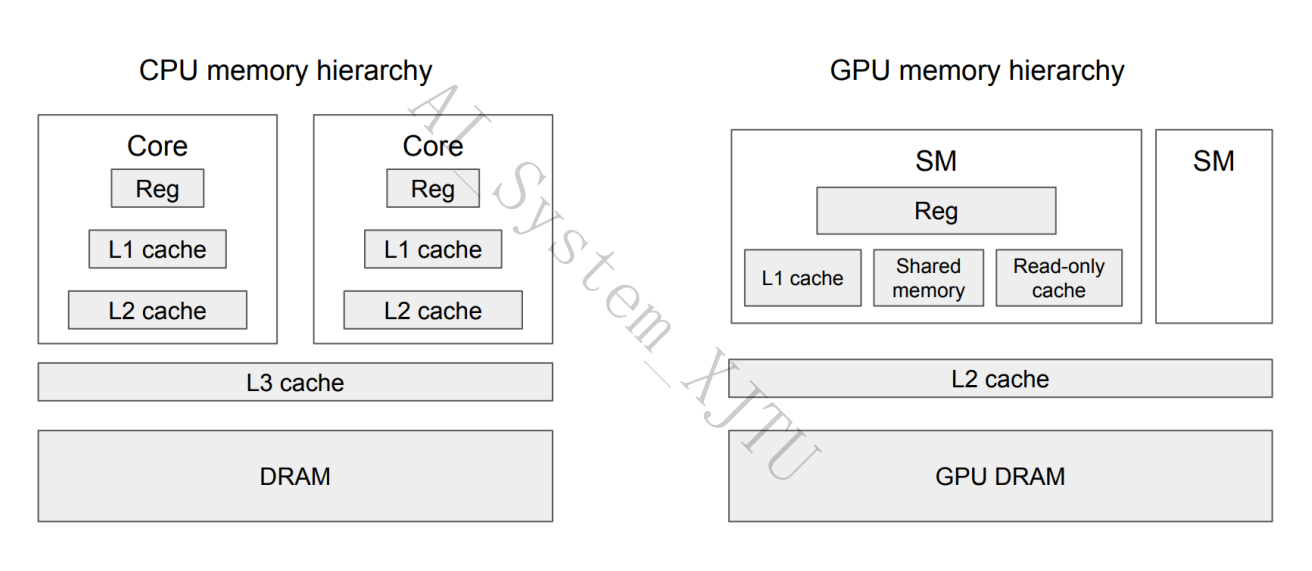 CPU memory hierarchy
Core
Reg
L1 cache
L2 cache
Core
Reg
L1 cache
L2 cache
L3 cache
DRAM
GPU memory hierarchy
SM
Reg
L1 cache
Shared
memory
Read-only
cache
SM
L2 cache
GPU DRAM
AI_System_XJTU